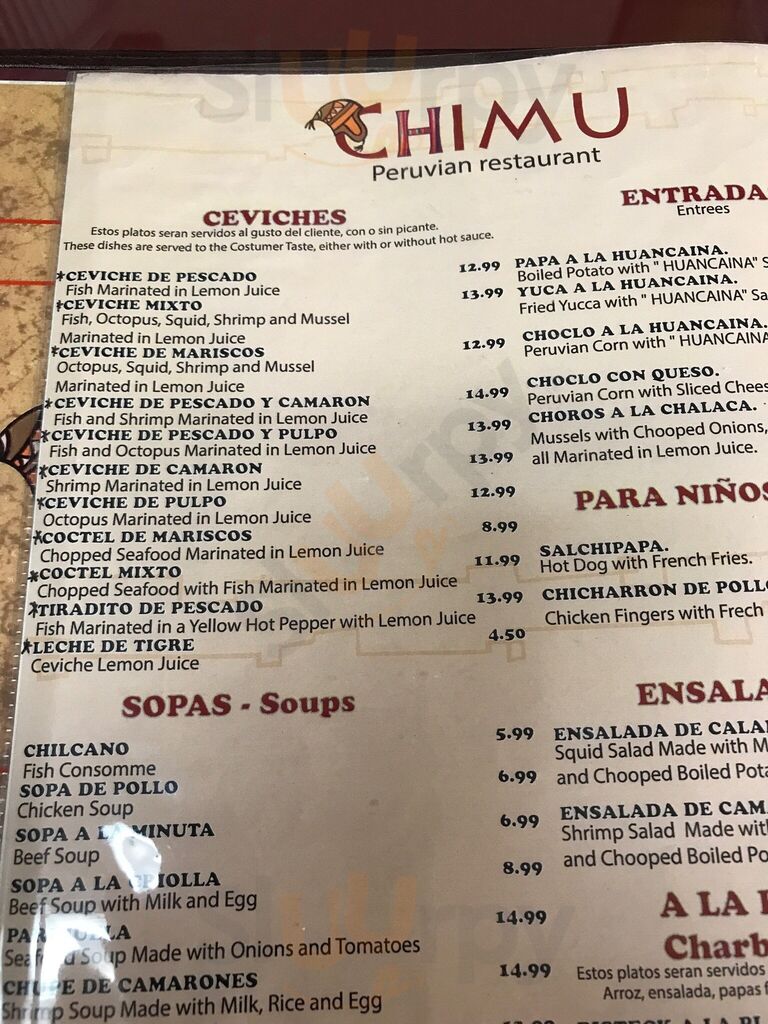 CHIMU
Peruvian restaurant
CEVICHES
Estos platos seran servidos al gusto del cliente, con o sin picante.
These dishes are served to the Costumer Taste, either with or without hot sauce.
*CEVICHE DE PESCADO 12.99
Fish Marinated in Lemon Juice
*CEVICHE MIXTO 13.99
Fish, Octopus, Squid, Shrimp and Mussel
Marinated in Lemon Juice
*CEVICHE DE MARISCOS 12.99
Octopus, Squid, Shrimp and Mussel
Marinated in Lemon Juice
*CEVICHE DE PESCADO Y CAMARON 14.99
Fish and Shrimp Marinated in Lemon Juice
*CEVICHE DE PESCADO Y PULPO 13.99
Fish and Octopus Marinated in Lemon Juice
*CEVICHE DE CAMARON 13.99
Shrimp Marinated in Lemon Juice
*CEVICHE DE PULPO 12.99
Octopus Marinated in Lemon Juice
*COCTEL DE MARISCOS 8.99
Chopped Seafood Marinated in Lemon Juice
*COCTEL MIXTO 11.99
Chopped Seafood with Fish Marinated in Lemon Juice
*TIRADITO DE PESCADO 13.99
Fish Marinated in a Yellow Hot Pepper with Lemon Juice
*LECHE DE TIGRE 4.50
Ceviche Lemon Juice
SOPAS - Soups
CHILCANO 5.99
Fish Consomme
SOPA DE POLLO 6.99
Chicken Soup
SOPA A LA MINUTA 6.99
Beef Soup
SOPA A LA CRIOLLA 8.99
Beef Soup with Milk and Egg
14.99
Seafood Soup Made with Onions and Tomatoes
CHUPE DE CAMARONES 14.99
Shrimp Soup Made with Milk, Rice and Egg
ENTRADA
Entrees
PAPA A LA HUANCAINA.
Boiled Potato with " HUANCAINA" S
YUCA A LA HUANCAINA.
Fried Yucca with " HUANCAINA" Sa
CHOCLO A LA HUANCAINA.
Peruvian Corn with " HUANCAINA
CHOCLO CON QUESO.
Peruvian Corn with Sliced Chees
CHOROS A LA CHALACA.
Mussels with Chooped Onions,
all Marinated in Lemon Juice.
PARA NIÑOS
SALCHIPAPA.
Hot Dog with French Fries.
CHICHARRON DE POLLO
Chicken Fingers with Frech
ENSALA
ENSALADA DE CALA
Squid Salad Made with M
and Chooped Boiled Pota
ENSALADA DE CAM
Shrimp Salad Made wit
and Chooped Boiled Po
A LA
Charb
Estos platos seran servidos
Arroz, ensalada, papas f